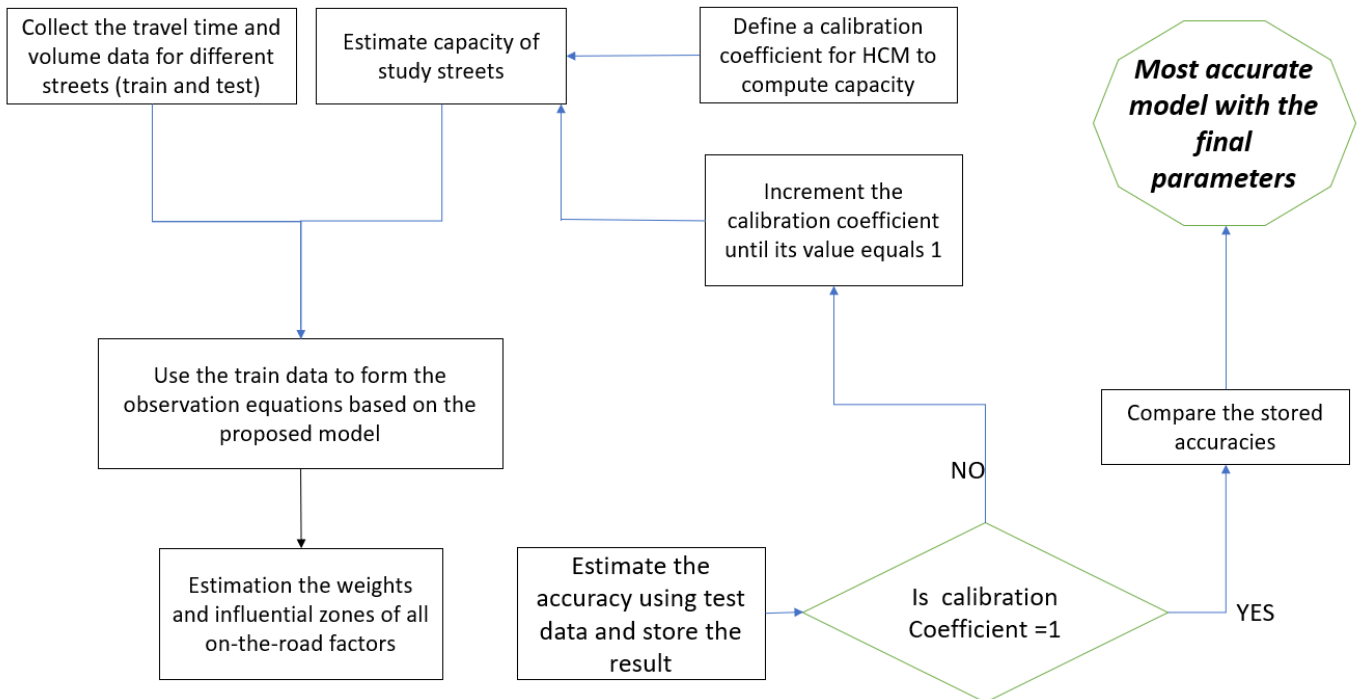 Collect the travel time and
volume data for different
streets (train and test)
Estimate capacity of
study streets
Define a calibration
coefficient for HCM to
compute capacity
Most accurate
model with the
final
parameters
Increment the
calibration coefficient
until its value equals 1
Use the train data to form the
observation equations based on the
proposed model
Compare the stored
accuracies
NO
Estimation the weights
and influential zones of all
on-the-road factors
Estimate the
accuracy using test
data and store the
result
Is calibration
Coefficient =1
YES